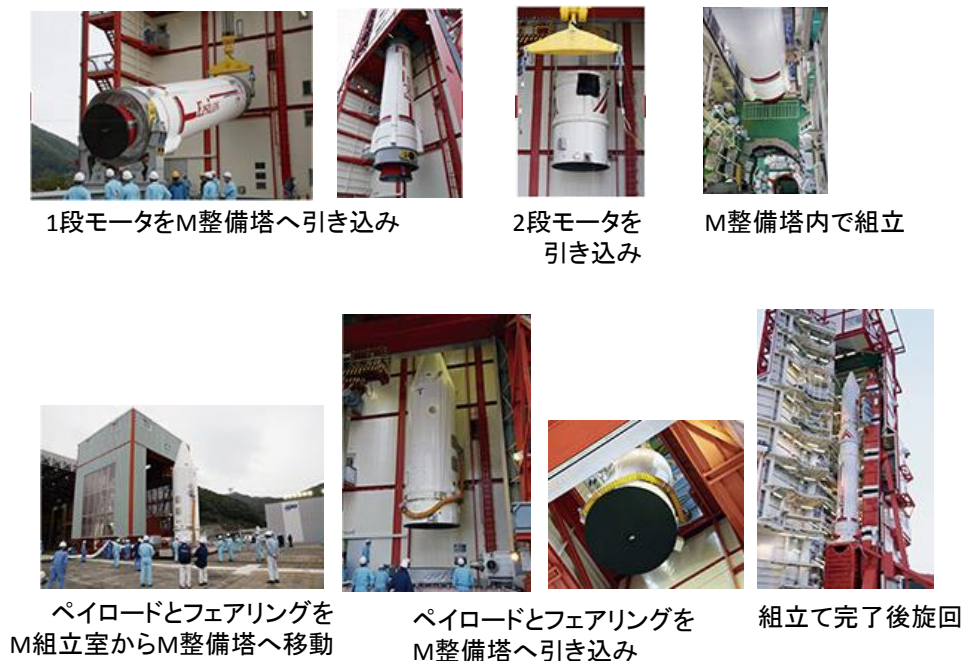 EPSILON
1段モータをM整備塔へ引き込み
2段モータを
引き込み
M整備塔内で組立
ペイロードとフェアリングを
M組立室からM整備塔へ移動
ペイロードとフェアリングを
M整備塔へ引き込み
組立て完了後旋回